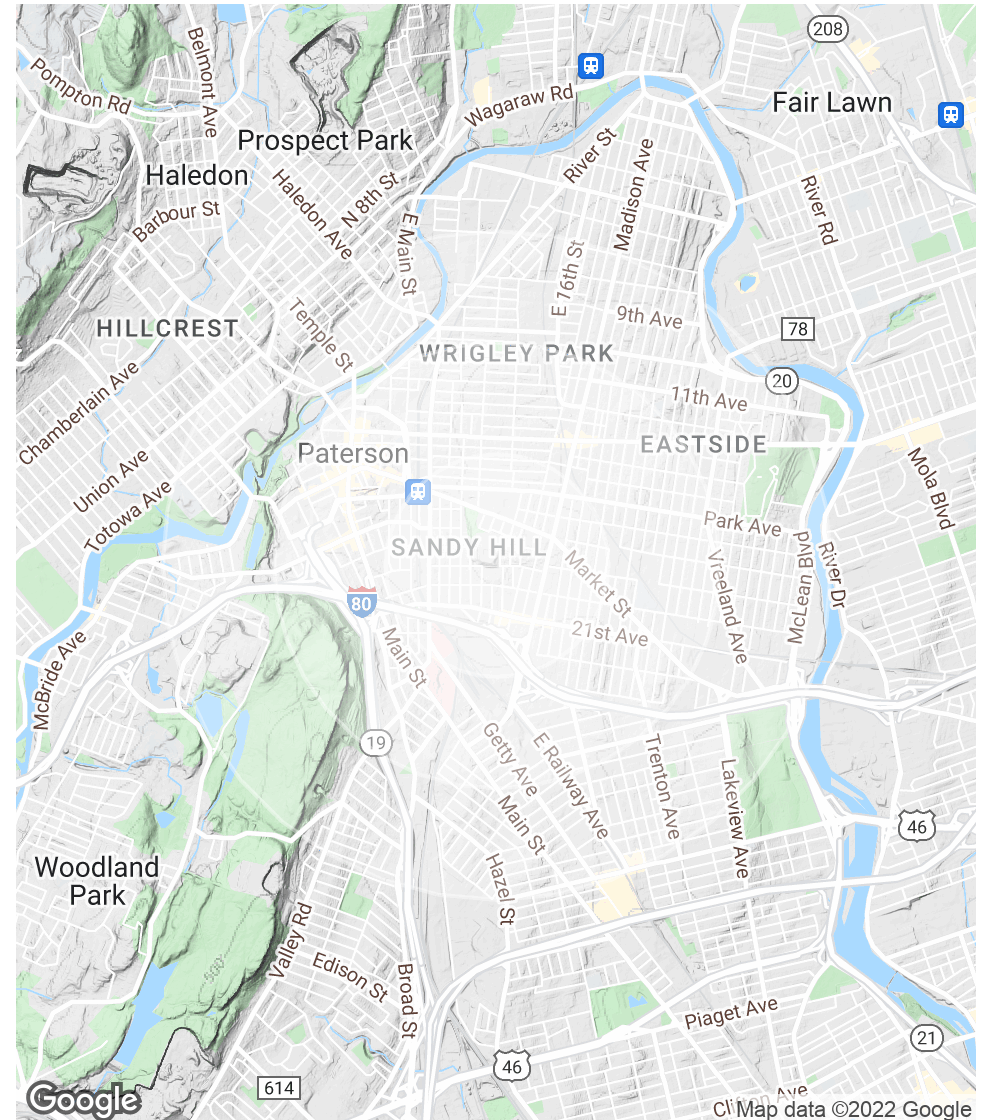 208
Belmont Ave
Pompton Rd
Wagaraw Rd
Fair Lawn
Prospect Park
Haledon
River St
Madison Ave
Haledon Ave
N 8th St
River Rd
Barbour St
E Main St
E 16th St
9th Ave
HILLCREST
Temple St
78
WRIGLEY PARK
20
Chamberlain Ave
11th Ave
Paterson
EASTSIDE
Union Ave
Mola Blvd
Totowa Ave
Park Ave
SANDY HILL
Market St
McLean Blvd
River Dr
Vreeland Ave
80
21st Ave
McBride Ave
Main St
19
Getty Ave
E Railway Ave
Trenton Ave
Lakeview Ave
Main St
46
Woodland
Park
Hazel St
Valley Rd
500'
Edison St
Broad St
Piaget Ave
21
46
614
Clifton Ave
Google
Map data ©2022 Google